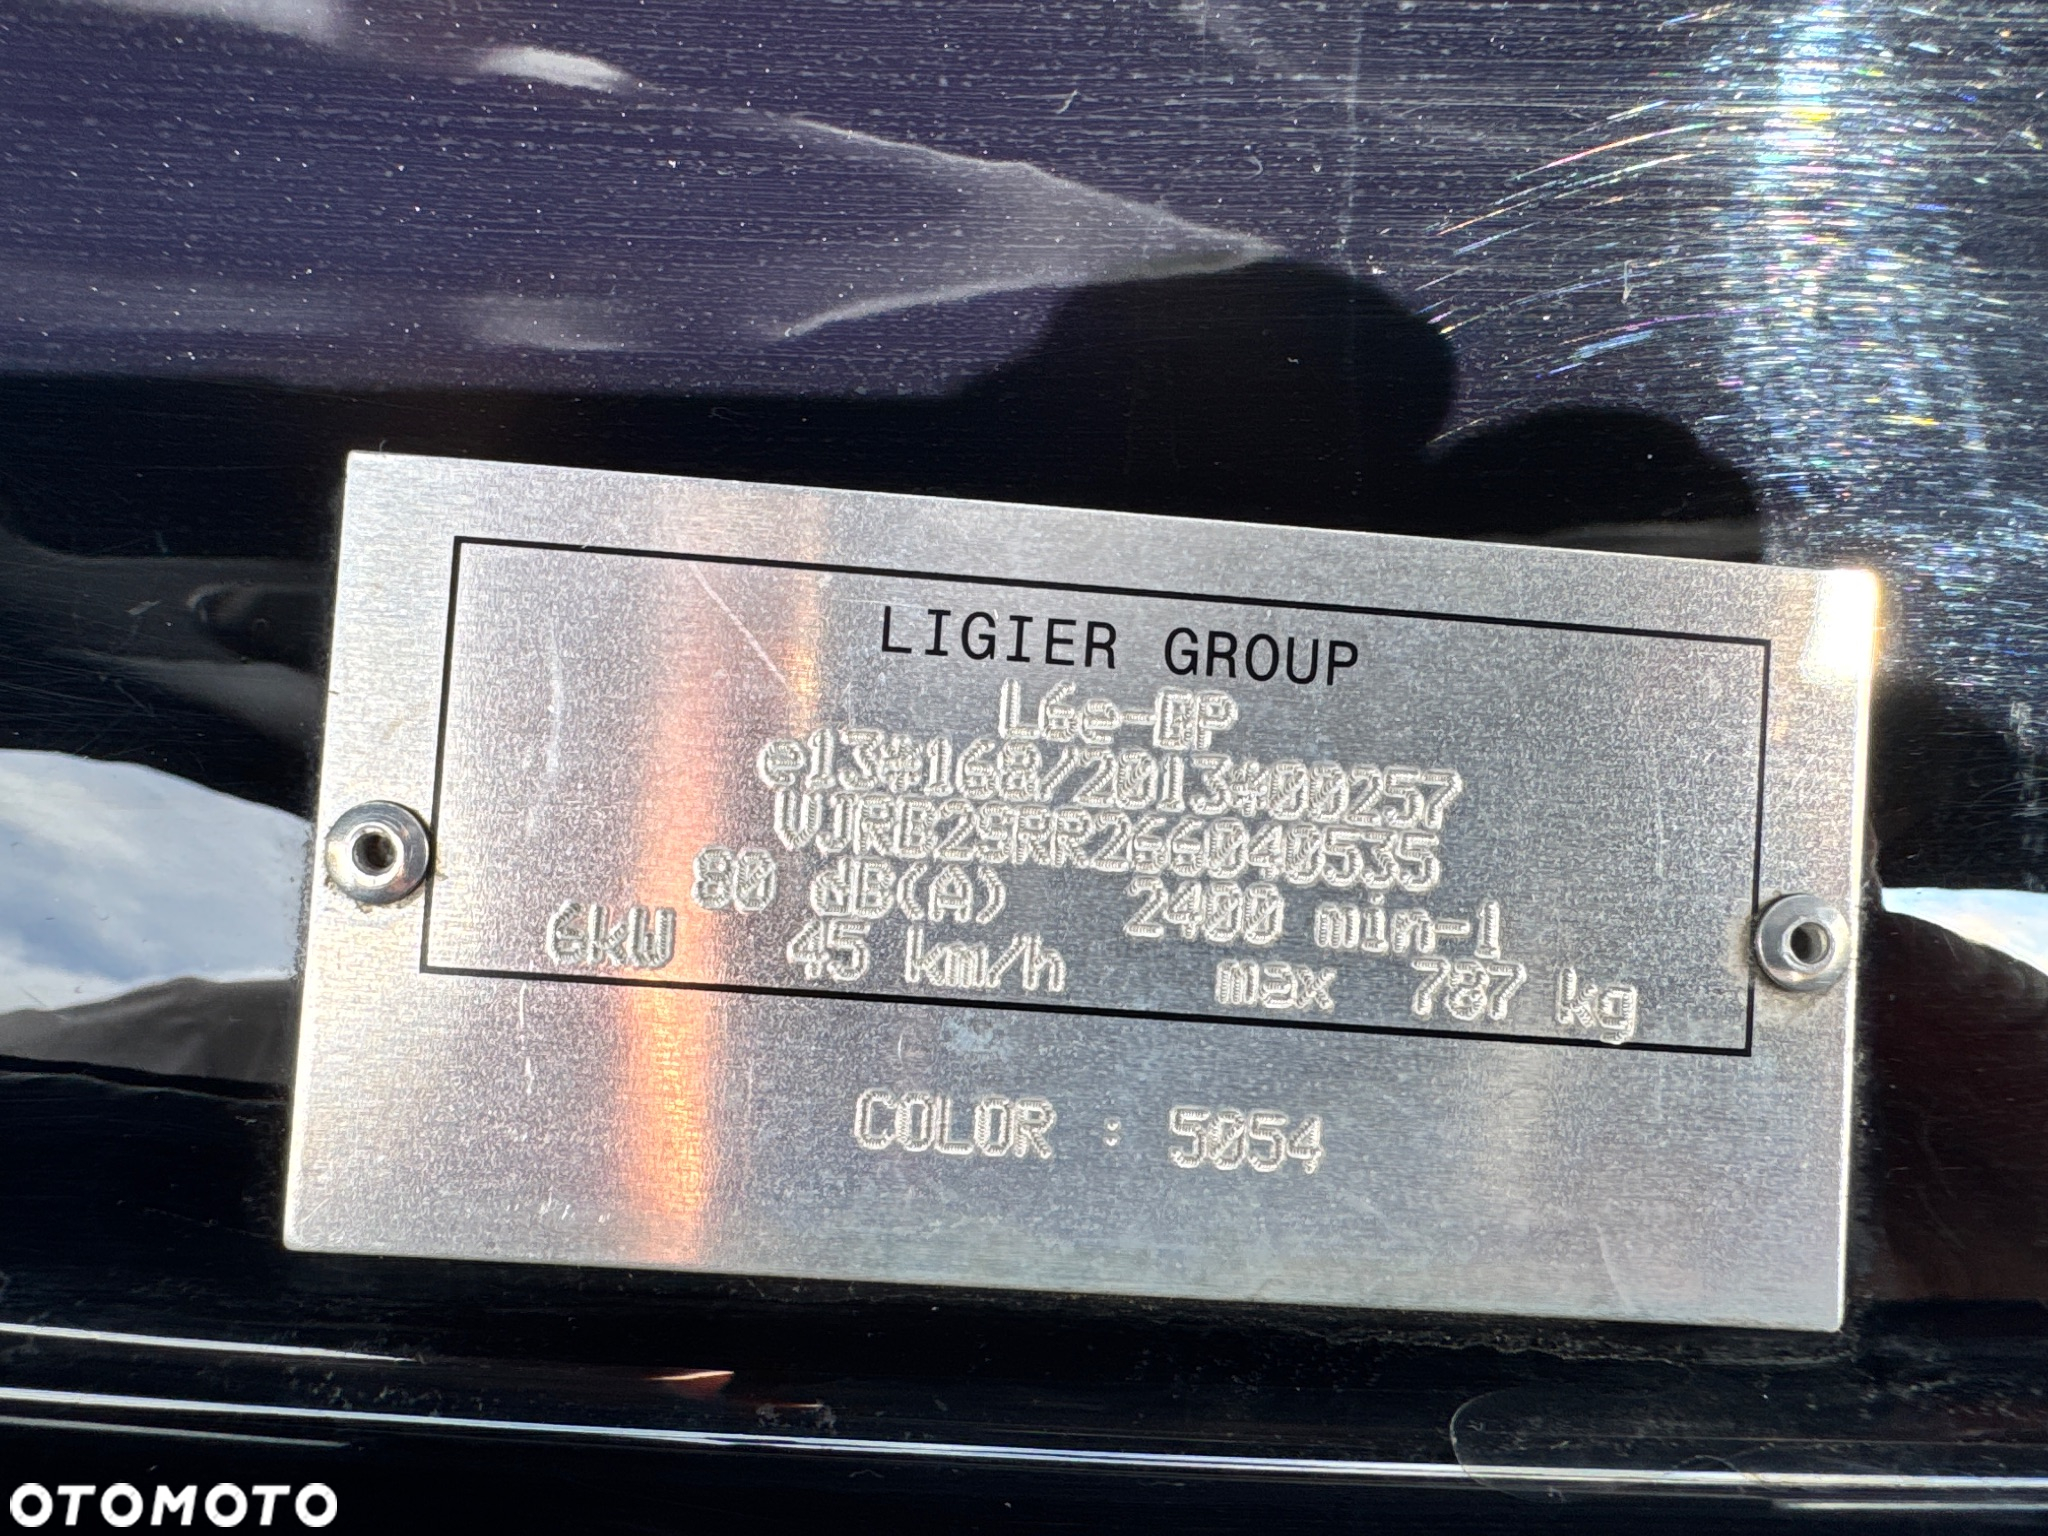 LIGIER GROUP
L6e-BP
e13*168/2013*00257
VJRB2SRR266040535
80 dB(A) 2400 min-1
6kW 45 km/h max 787 kg
COLOR : 5054
OTOMOTO